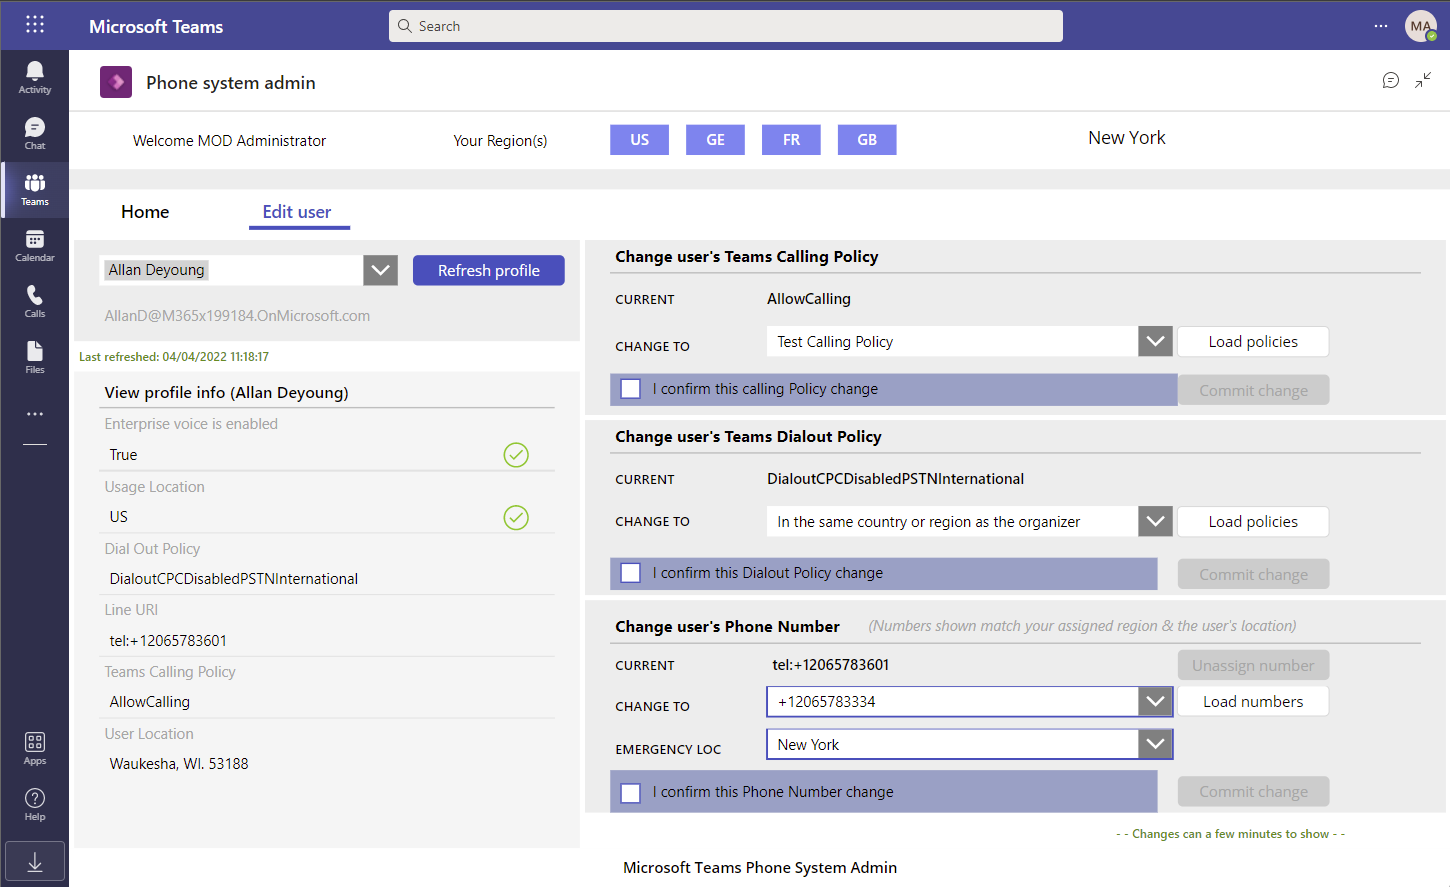 Microsoft Teams
Search
MA
Activity
Chat
Teams
Calendar
Calls
Files
Apps
Help
Phone system admin
Welcome MOD Administrator
Your Region(s)
US
GE
FR
GB
New York
Home
Edit user
Allan Deyoung
Refresh profile
AllanD@M365x199184.OnMicrosoft.com
Last refreshed: 04/04/2022 11:18:17
View profile info (Allan Deyoung)
Enterprise voice is enabled
True
Usage Location
US
Dial Out Policy
DialoutCPCDisabledPSTNInternational
Line URI
tel:+12065783601
Teams Calling Policy
AllowCalling
User Location
Waukesha, WI. 53188
Change user's Teams Calling Policy
CURRENT
AllowCalling
CHANGE TO
Test Calling Policy
Load policies
I confirm this calling Policy change
Commit change
Change user's Teams Dialout Policy
CURRENT
DialoutCPCDisabledPSTNInternational
CHANGE TO
In the same country or region as the organizer
Load policies
I confirm this Dialout Policy change
Commit change
Change user's Phone Number
(Numbers shown match your assigned region & the user's location)
CURRENT
tel:+12065783601
Unassign number
CHANGE TO
+12065783334
Load numbers
EMERGENCY LOC
New York
I confirm this Phone Number change
Commit change
- - Changes can a few minutes to show - -
Microsoft Teams Phone System Admin